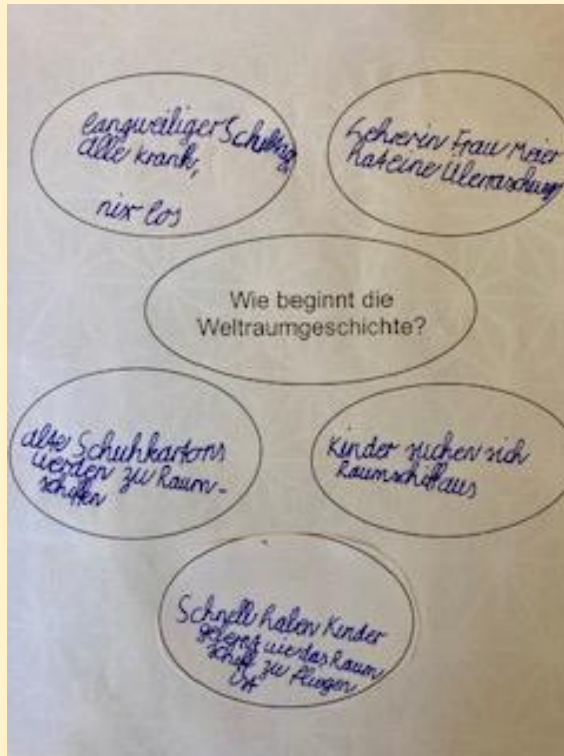 langweiliger Schultag
alle krank,
nix los
Lehrerin Frau Meier
hat eine Überraschung
Wie beginnt die
Weltraumgeschichte?
alte Schuhkartons
werden zu Raum-
schiffen
Kinder suchen sich
Raumschiff aus
Schnell haben Kinder
gelernt wie das Raum
schiff zu fliegen
ist